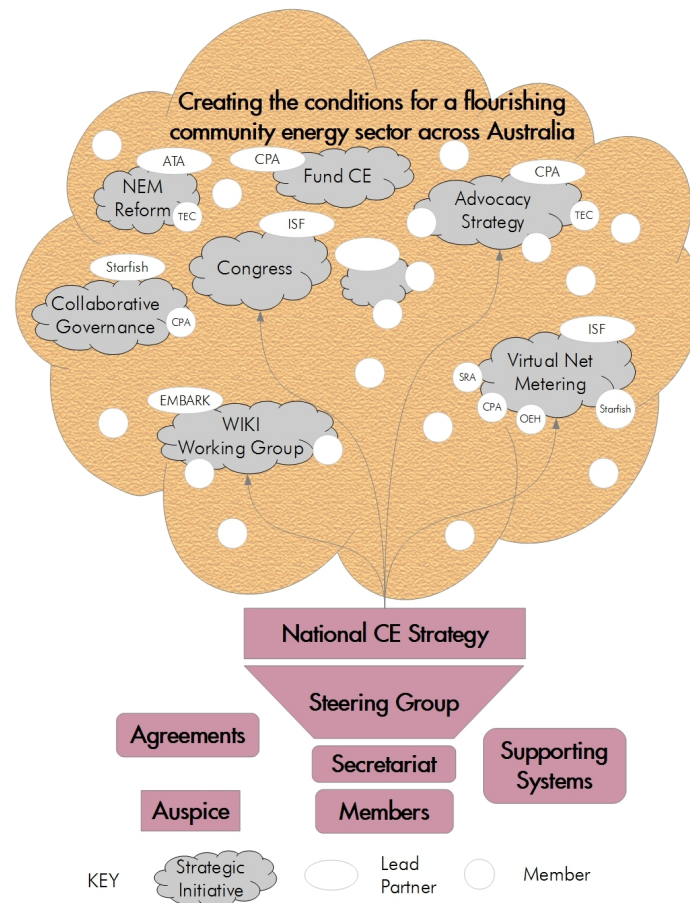 Creating the conditions for a flourishing
community energy sector across Australia
ATA
NEM
Reform
TEC
CPA
Fund CE
CPA
Advocacy
Strategy
TEC
ISF
Congress
Starfish
Collaborative
Governance
CPA
ISF
Virtual Net
Metering
SRA
CPA
OEH
Starfish
EMBARK
WIKI
Working Group
National CE Strategy
Steering Group
Agreements
Secretariat
Supporting
Systems
Auspice
Members
KEY
Strategic
Initiative
Lead
Partner
Member